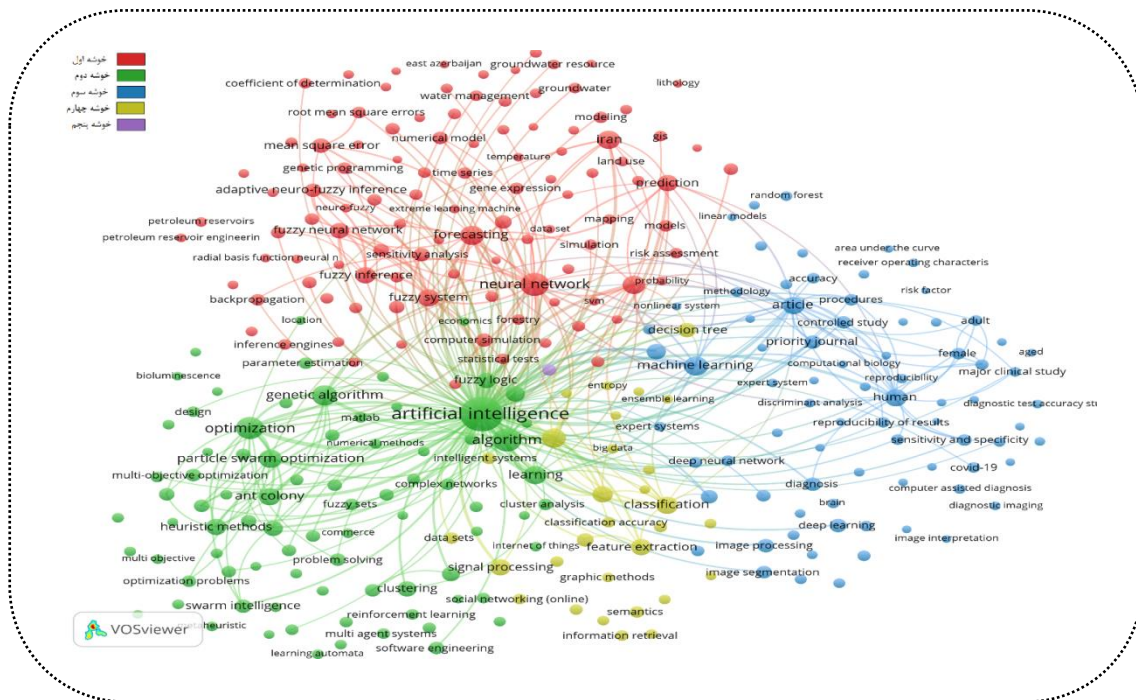 خوشه اول
خوشه دوم
خوشه سوم
خوشه چهارم
خوشه پنجم
east azerbaijan
groundwater resource
coefficient of determination
groundwater
lithology
water management
root mean square errors
modeling
numerical model
iran
gis
mean square error
temperature
land use
genetic programming
time series
prediction
adaptive neuro-fuzzy inference
gene expression
random forest
neuro-fuzzy
extreme learning machine
mapping
linear models
petroleum reservoirs
fuzzy neural network
data set
models
petroleum reservoir engineerin
forecasting
simulation
area under the curve
sensitivity analysis
risk assessment
receiver operating characteris
radial basis function neural n
fuzzy inference
accuracy
neural network
probability
methodology
risk factor
backpropagation
fuzzy system
svm
nonlinear system
article
procedures
location
economics
forestry
controlled study
adult
inference engines
computer simulation
decision tree
priority journal
parameter estimation
statistical tests
machine learning
computational biology
female
aged
bioluminescence
fuzzy logic
entropy
expert system
reproducibility
major clinical study
genetic algorithm
ensemble learning
human
design
matlab
artificial intelligence
discriminant analysis
diagnostic test accuracy stu
optimization
expert systems
reproducibility of results
numerical methods
algorithm
big data
sensitivity and specificity
particle swarm optimization
intelligent systems
deep neural network
covid-19
multi-objective optimization
complex networks
learning
diagnosis
computer assisted diagnosis
ant colony
fuzzy sets
cluster analysis
classification
brain
diagnostic imaging
heuristic methods
commerce
classification accuracy
deep learning
data sets
image interpretation
multi objective
problem solving
internet of things
feature extraction
image processing
optimization problems
signal processing
graphic methods
image segmentation
clustering
swarm intelligence
social networking (online)
semantics
metaheuristic
reinforcement learning
multi agent systems
information retrieval
learning automata
software engineering
VOSviewer